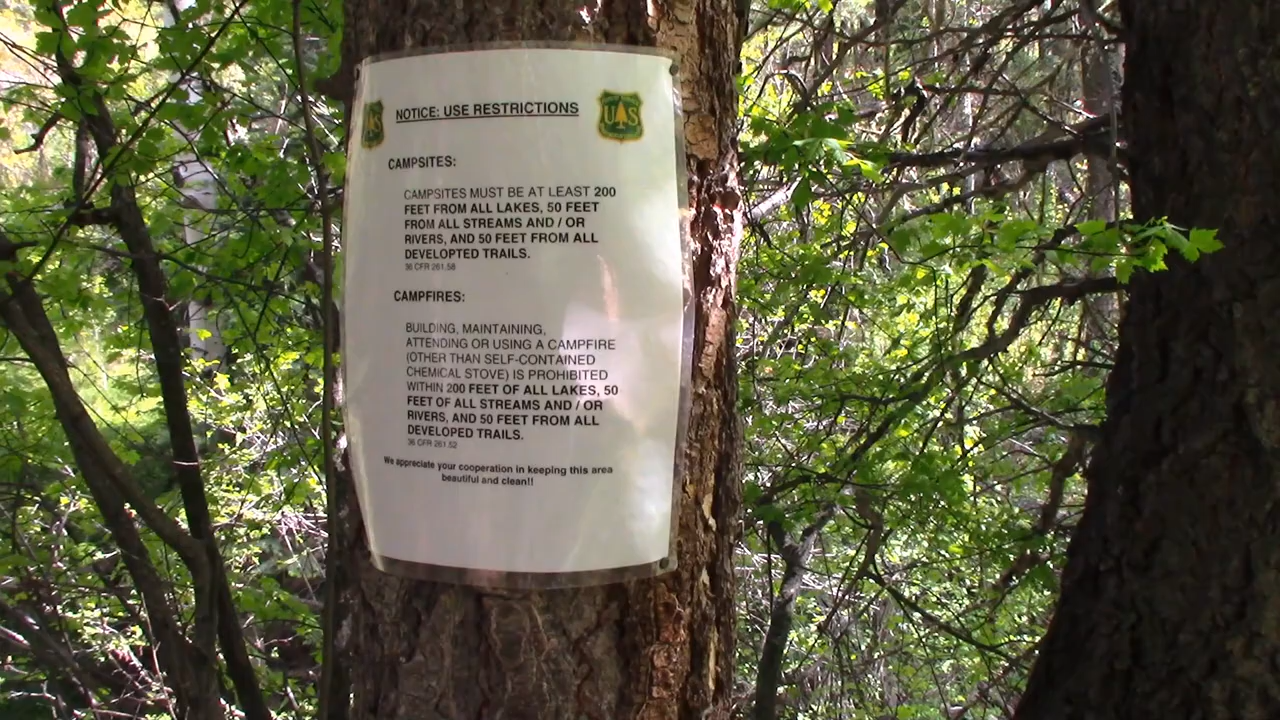 NOTICE: USE RESTRICTIONS
U S
CAMPSITES:
CAMPSITES MUST BE AT LEAST 200
FEET FROM ALL LAKES, 50 FEET
FROM ALL STREAMS AND / OR
RIVERS, AND 50 FEET FROM ALL
DEVELOPTED TRAILS.
36 CFR 261.58
CAMPFIRES:
BUILDING, MAINTAINING,
ATTENDING OR USING A CAMPFIRE
(OTHER THAN SELF-CONTAINED
CHEMICAL STOVE) IS PROHIBITED
WITHIN 200 FEET OF ALL LAKES, 50
FEET OF ALL STREAMS AND / OR
RIVERS, AND 50 FEET FROM ALL
DEVELOPED TRAILS.
36 CFR 261.52
We appreciate your cooperation in keeping this area
beautiful and clean!!